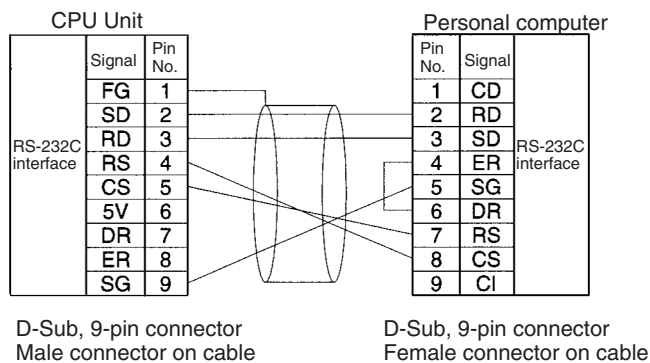 CPU Unit
Personal computer
Signal Pin No.
FG 1
SD 2
RD 3
RS 4
CS 5
5V 6
DR 7
ER 8
SG 9
RS-232C
interface
Pin No. Signal
1 CD
2 RD
3 SD
4 ER
5 SG
6 DR
7 RS
8 CS
9 CI
RS-232C
interface
D-Sub, 9-pin connector
Male connector on cable
D-Sub, 9-pin connector
Female connector on cable